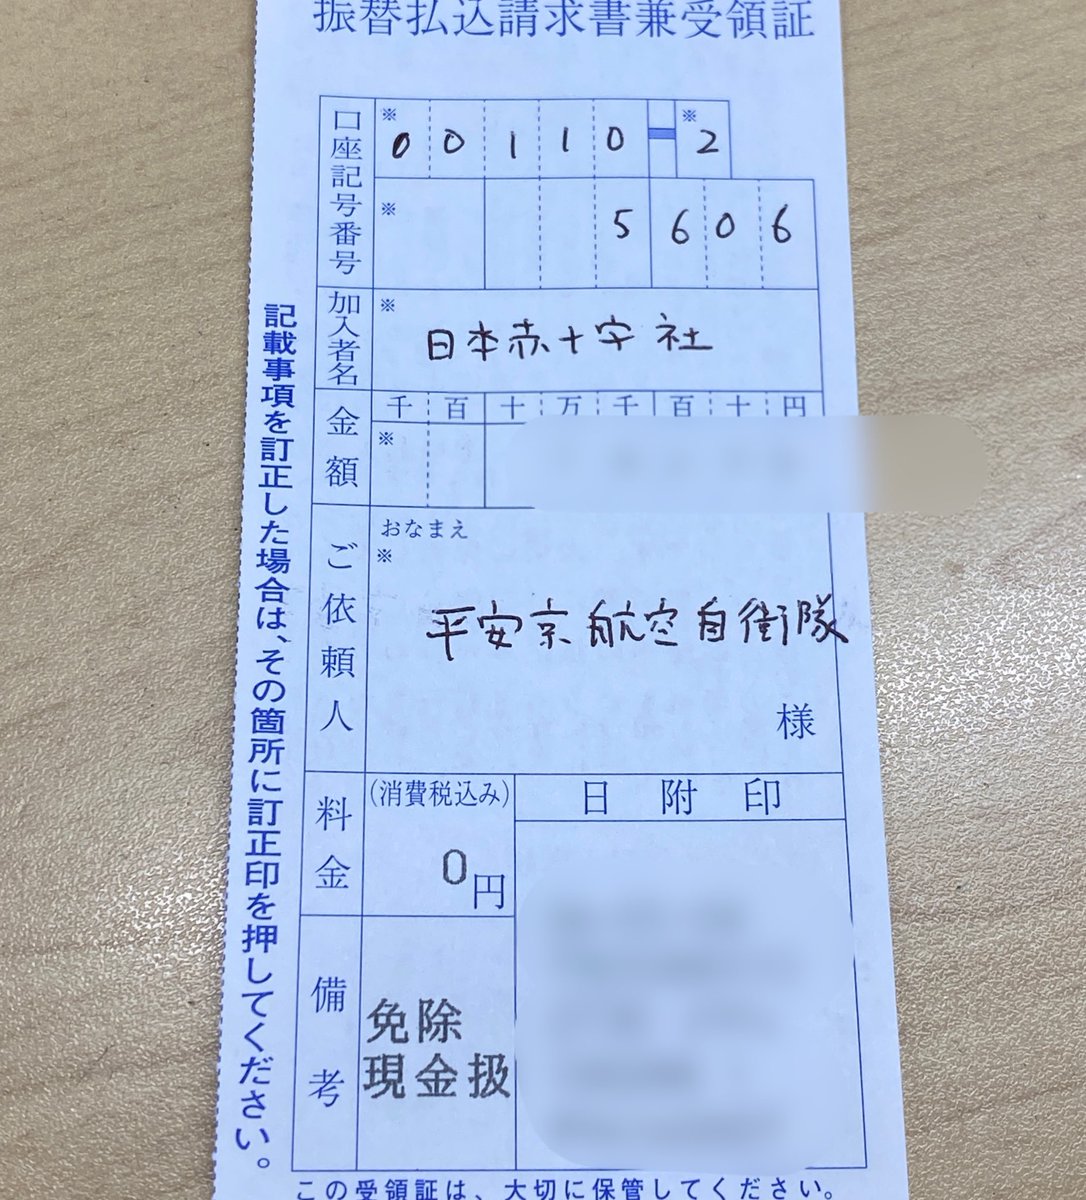 振替払込請求書兼受領証
口座記号番号
※
00110-2
※
5606
加入者名
※
日本赤十字社
金額
千百十万千百十円
※
ご依頼人
おなまえ
※
平安京航空自衛隊
様
料金
(消費税込み)
0円
日附印
備考
免除
現金扱
記載事項を訂正した場合は、その箇所に訂正印を押してください。
この受領証は、大切に保管してください。